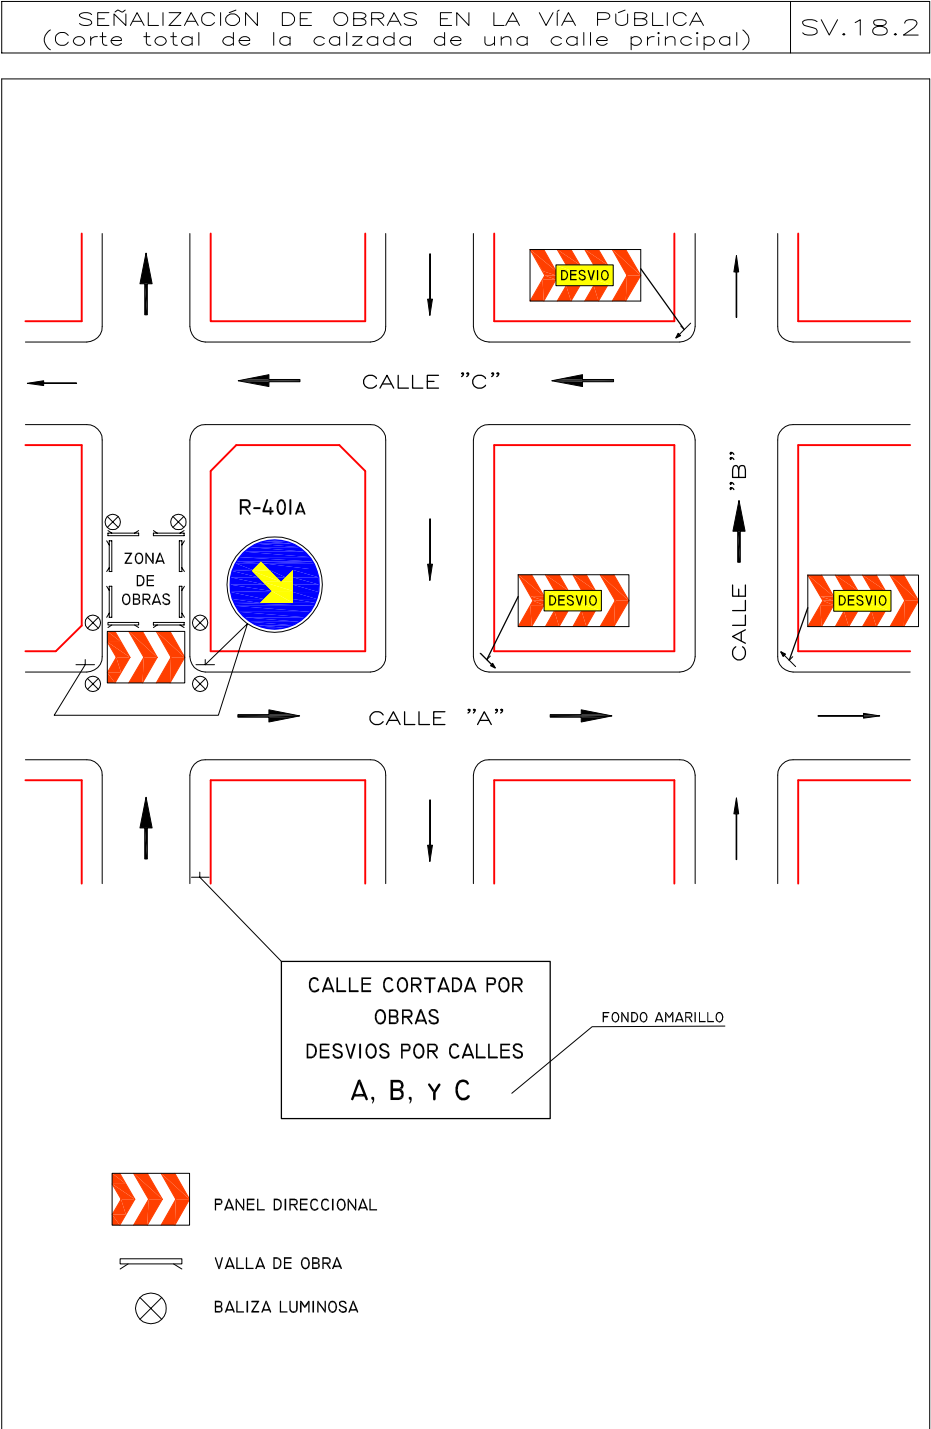 SEÑALIZACIÓN DE OBRAS EN LA VÍA PÚBLICA
(Corte total de la calzada de una calle principal)
SV.18.2
DESVIO
CALLE "C"
"B"
CALLE
R-401A
ZONA
DE
OBRAS
DESVIO
DESVIO
CALLE "A"
CALLE CORTADA POR
OBRAS
DESVIOS POR CALLES
A, B, Y C
FONDO AMARILLO
PANEL DIRECCIONAL
VALLA DE OBRA
BALIZA LUMINOSA